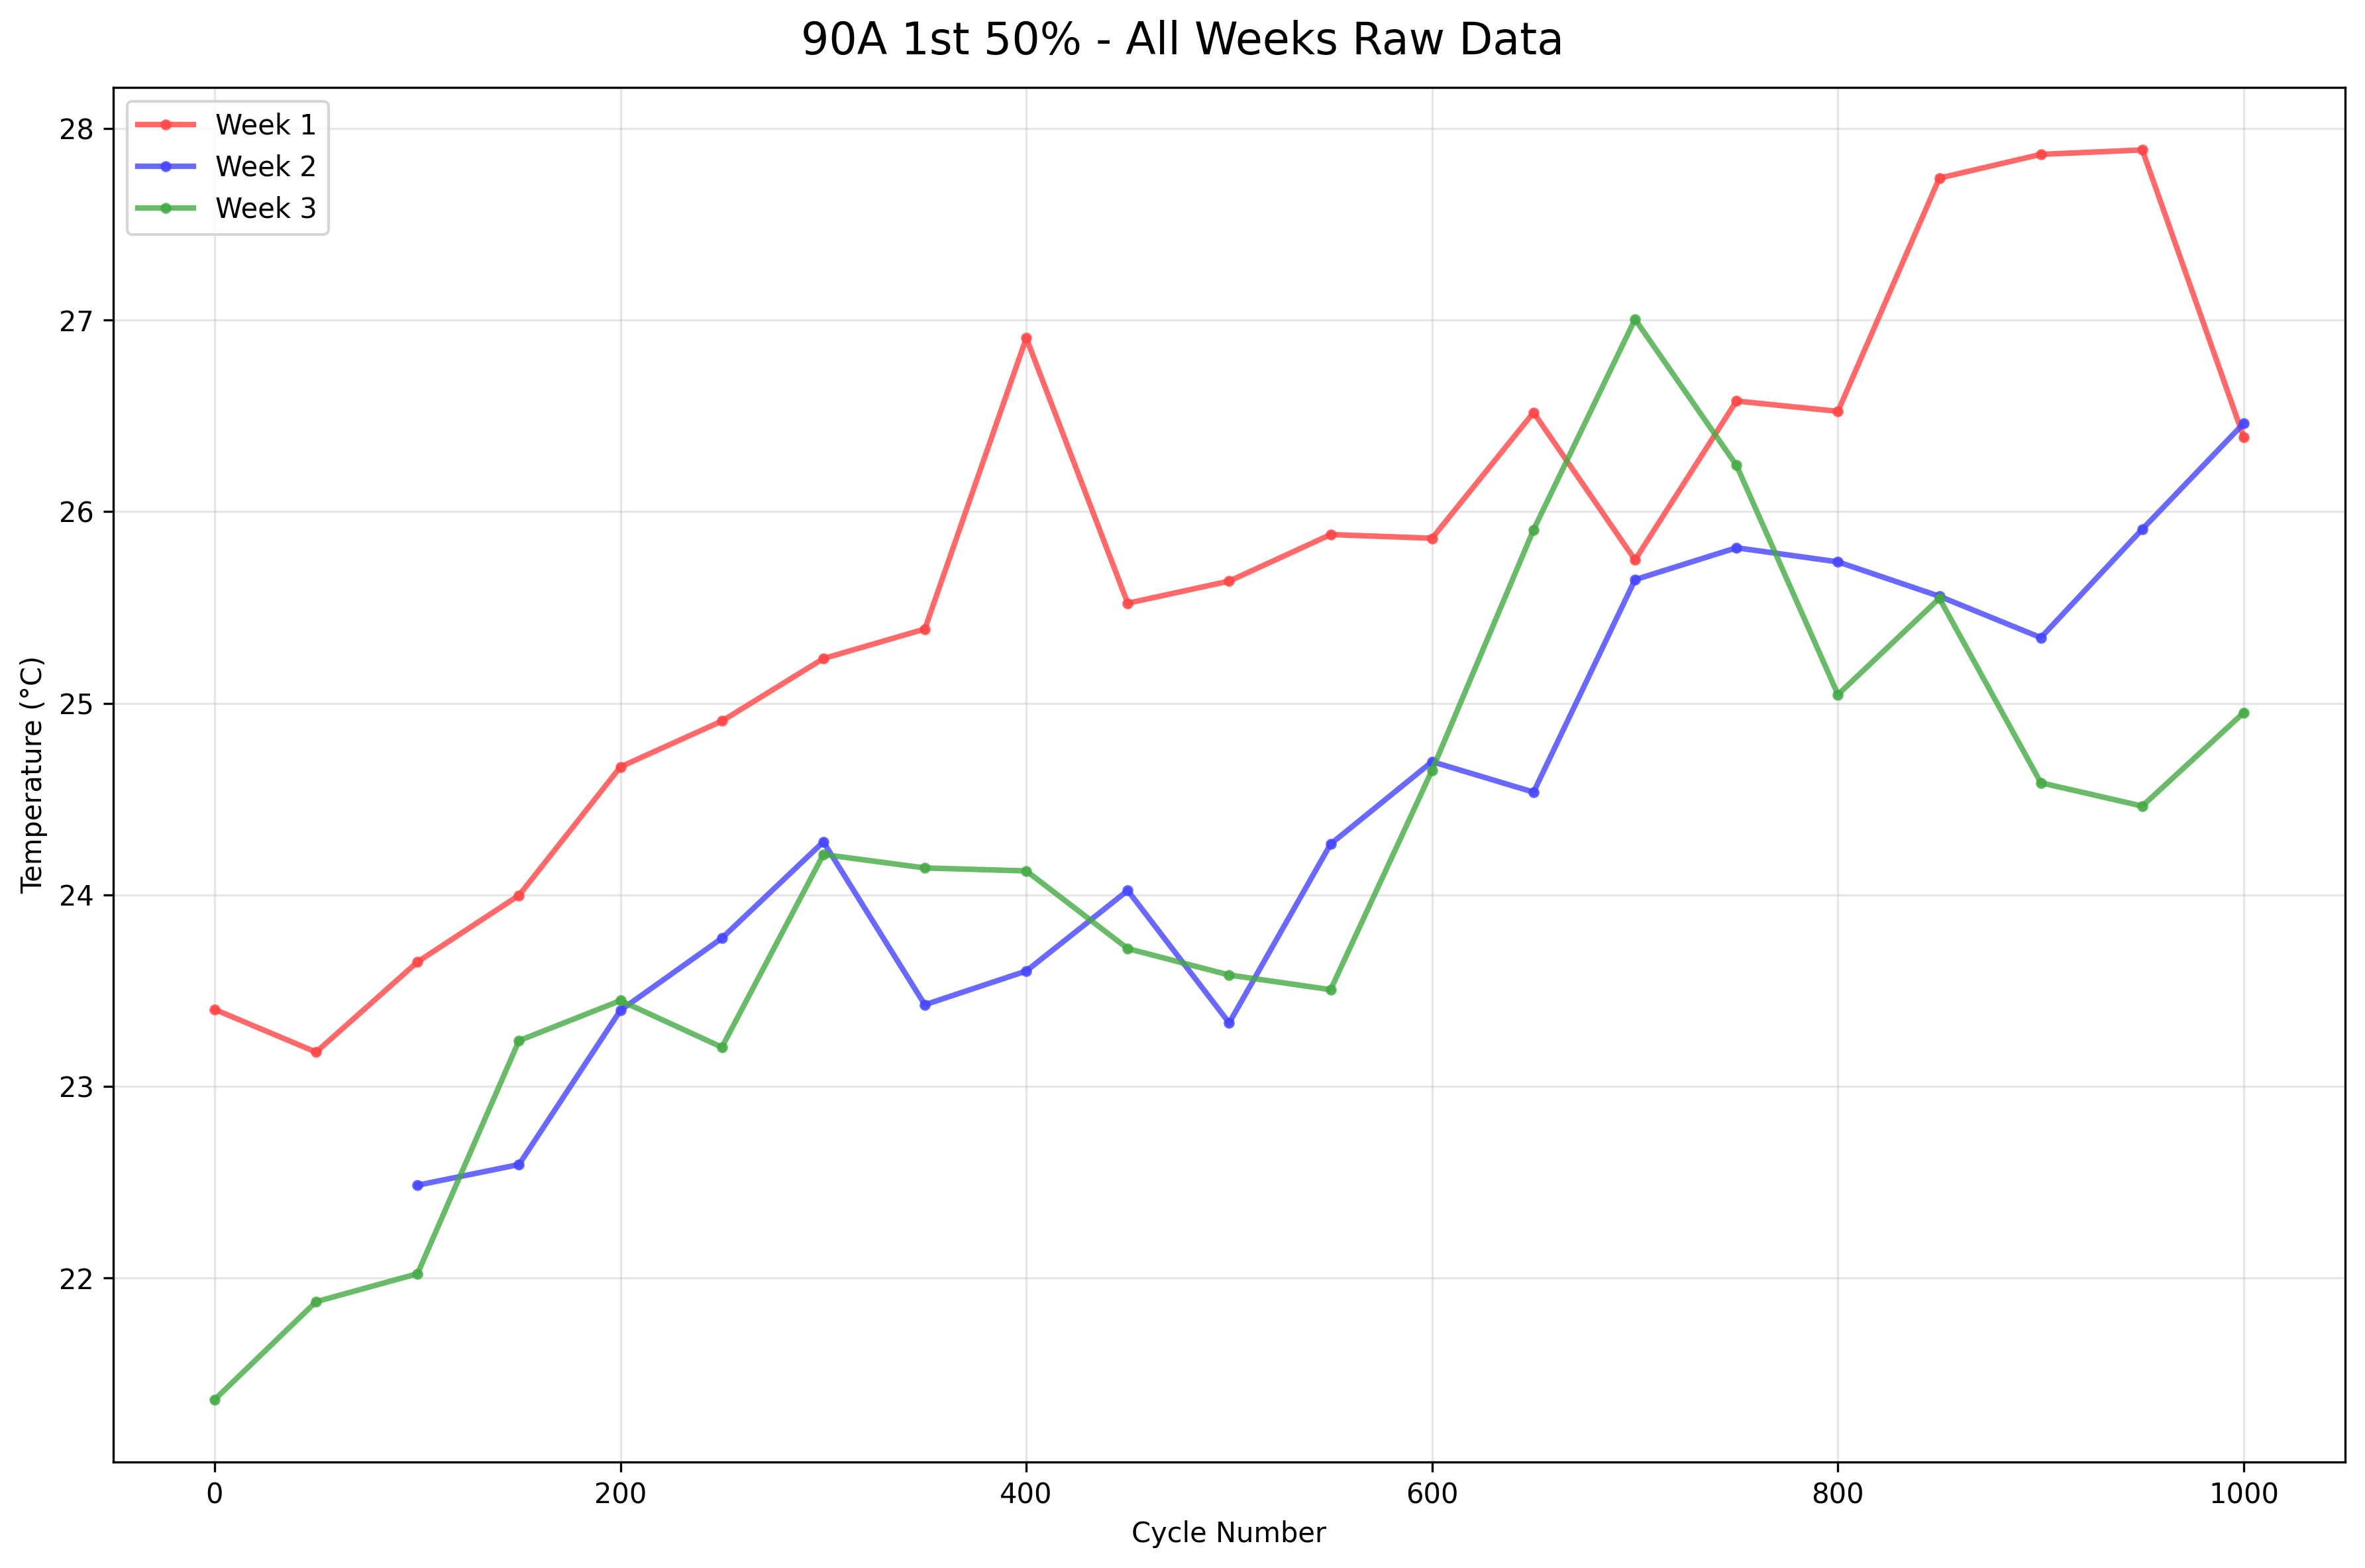 90A 1st 50% - All Weeks Raw Data
Week 1
Week 2
Week 3
28
27
26
25
24
23
22
Temperature (°C)
0 200 400 600 800 1000
Cycle Number